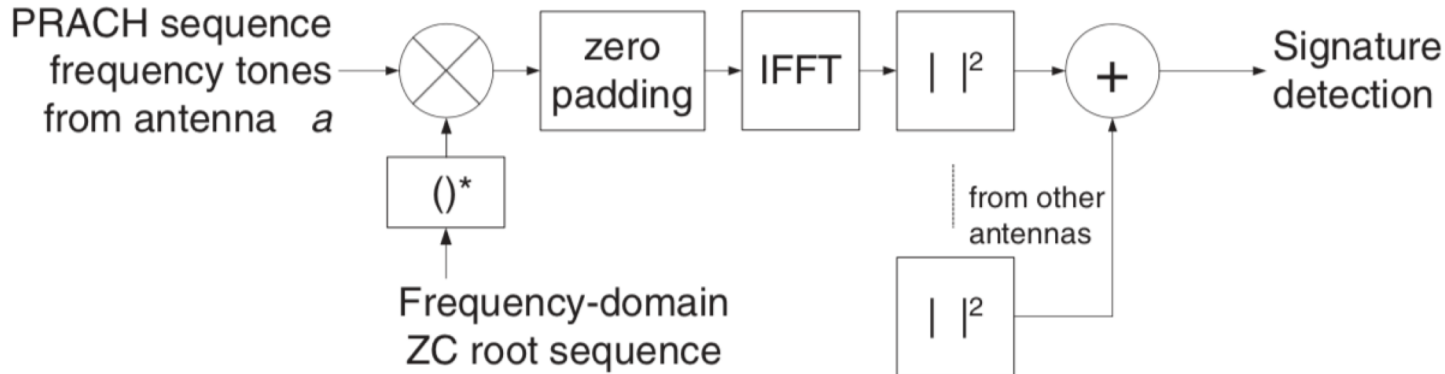 PRACH sequence
frequency tones
from antenna a
zero
padding
IFFT
| |²
+
Signature
detection
()*
from other
antennas
Frequency-domain
ZC root sequence
| |²